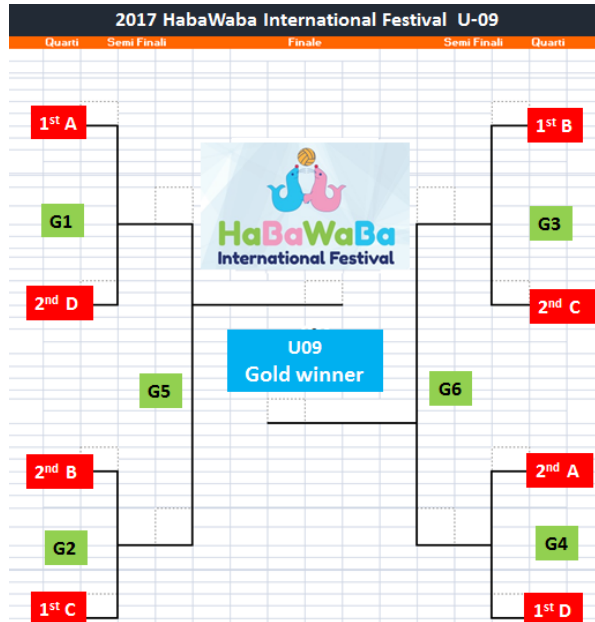 2017 HabaWaba International Festival U-09
Quarti Semi Finali Finale Semi Finali Quarti
1st A
1st B
HaBaWaBa
International Festival
G1
G3
2nd D
2nd C
U09
Gold winner
G5
G6
2nd B
2nd A
G2
G4
1st C
1st D